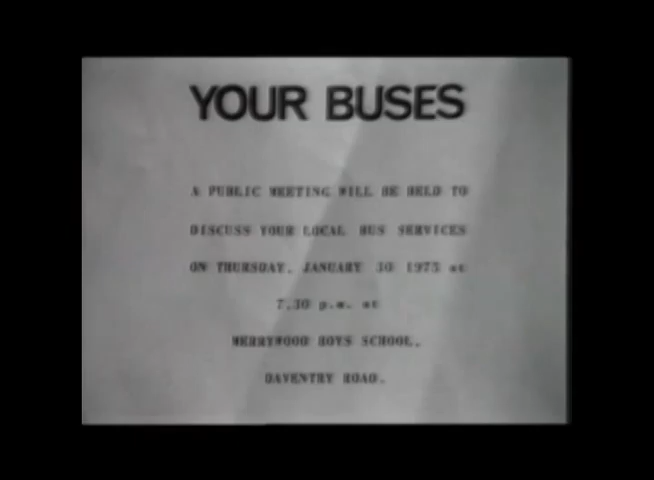 YOUR BUSES
A PUBLIC MEETING WILL BE HELD TO
DISCUSS YOUR LOCAL BUS SERVICES
ON THURSDAY, JANUARY 30 1975 at
7.30 p.m. at
MERRYWOOD BOYS SCHOOL,
DAVENTRY ROAD.